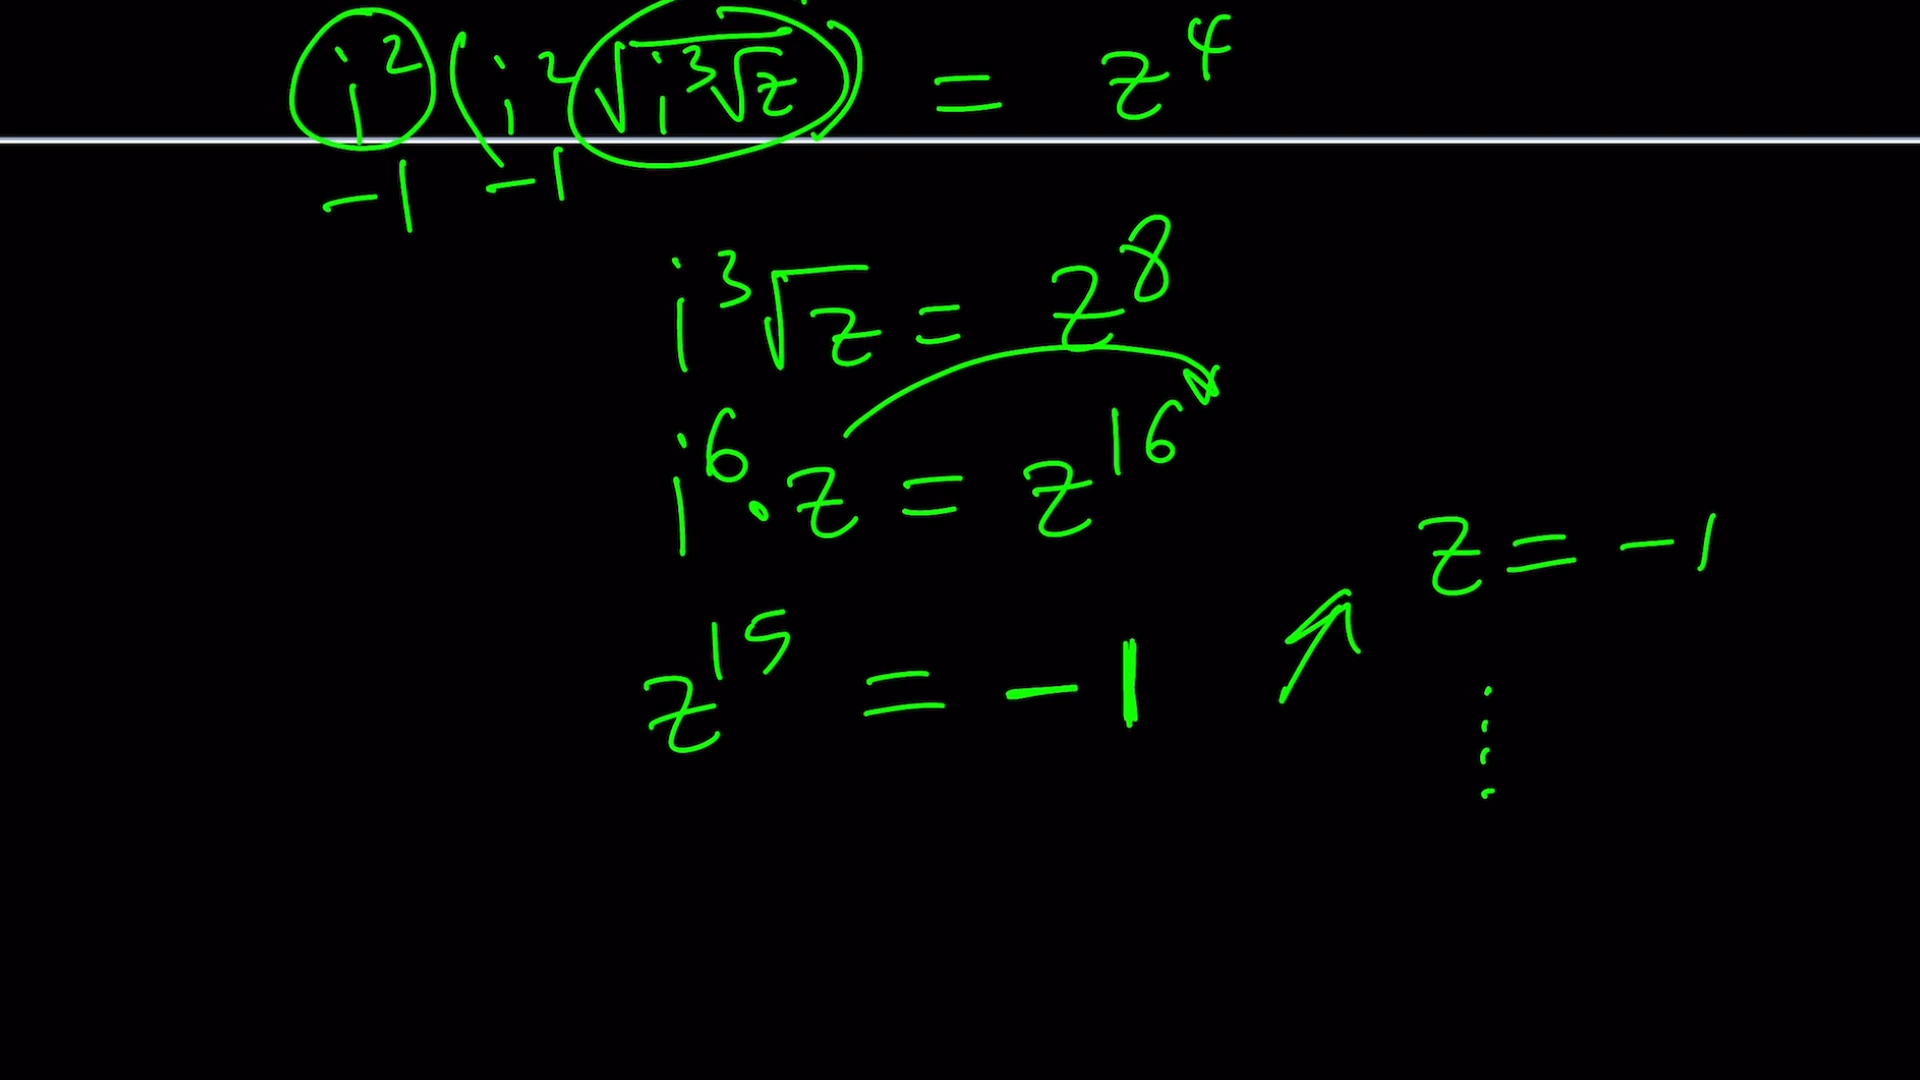 i²(i²√(i³√z)) = z⁴
-1 -1
i³√z = z⁸
i⁶·z = z¹⁶
z = -1
z¹⁵ = -1